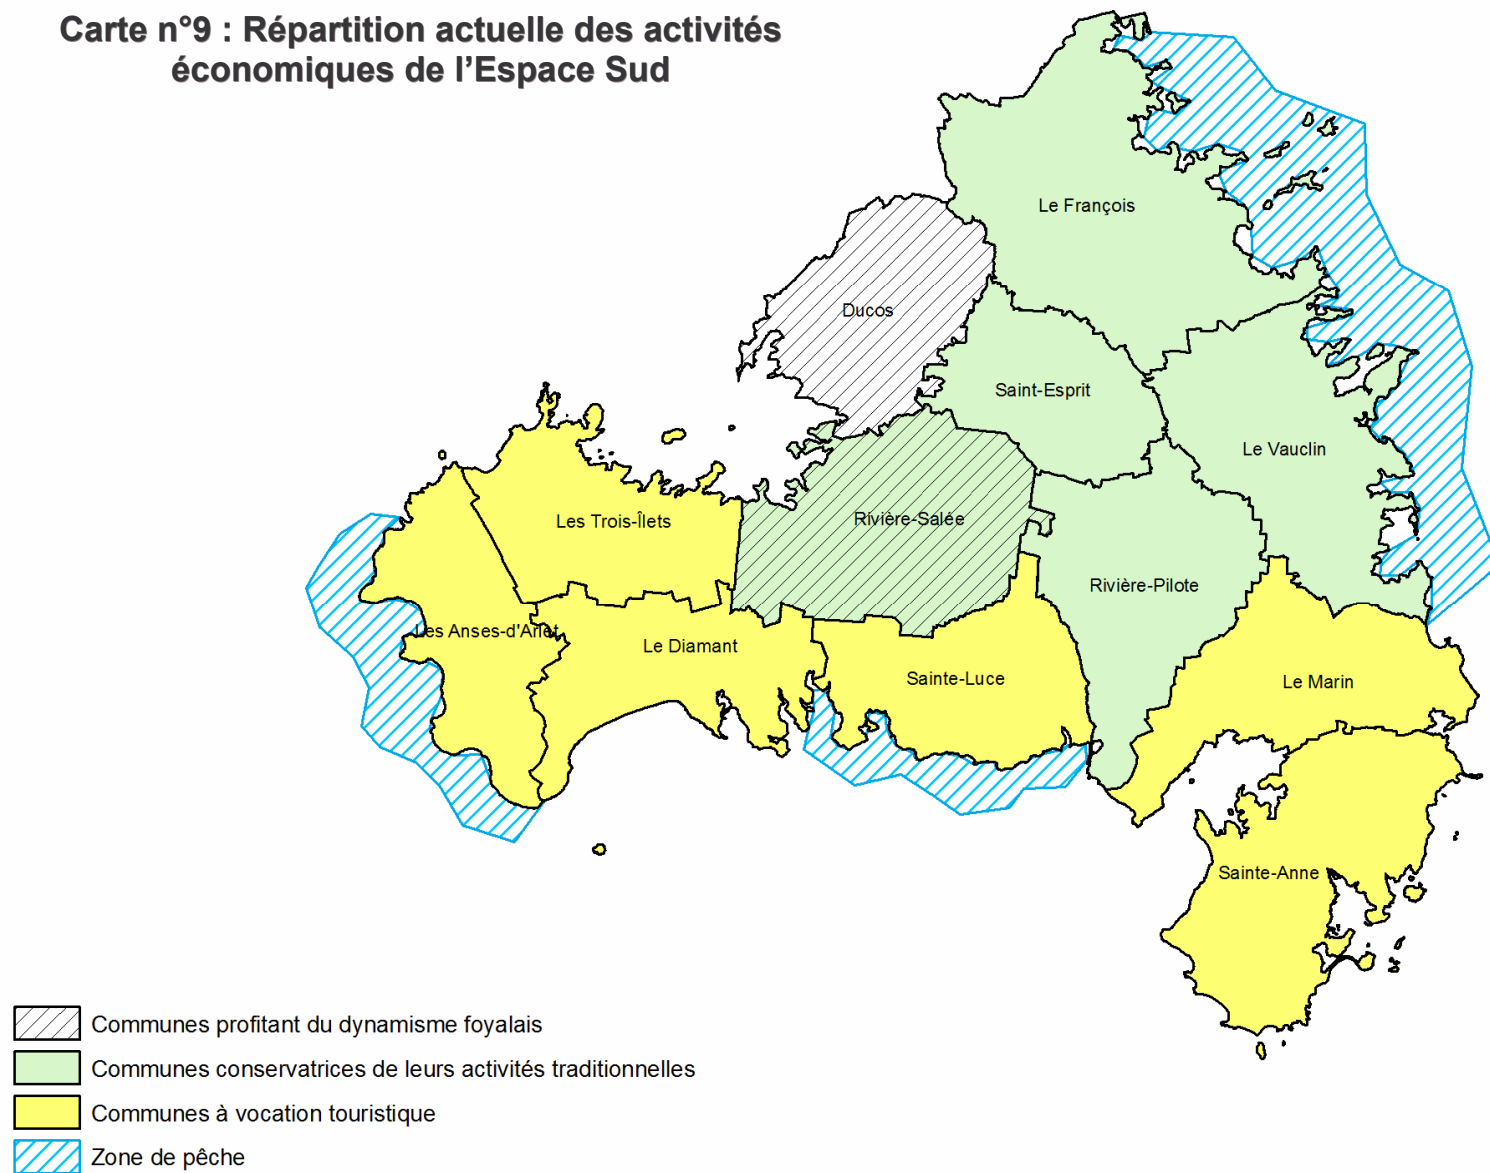 Carte n°9 : Répartition actuelle des activités
économiques de l'Espace Sud
Le François
Ducos
Saint-Esprit
Le Vauclin
Les Trois-Îlets
Rivière-Salée
Rivière-Pilote
Les Anses-d'Arlet
Le Diamant
Sainte-Luce
Le Marin
Sainte-Anne
Communes profitant du dynamisme foyalais
Communes conservatrices de leurs activités traditionnelles
Communes à vocation touristique
Zone de pêche